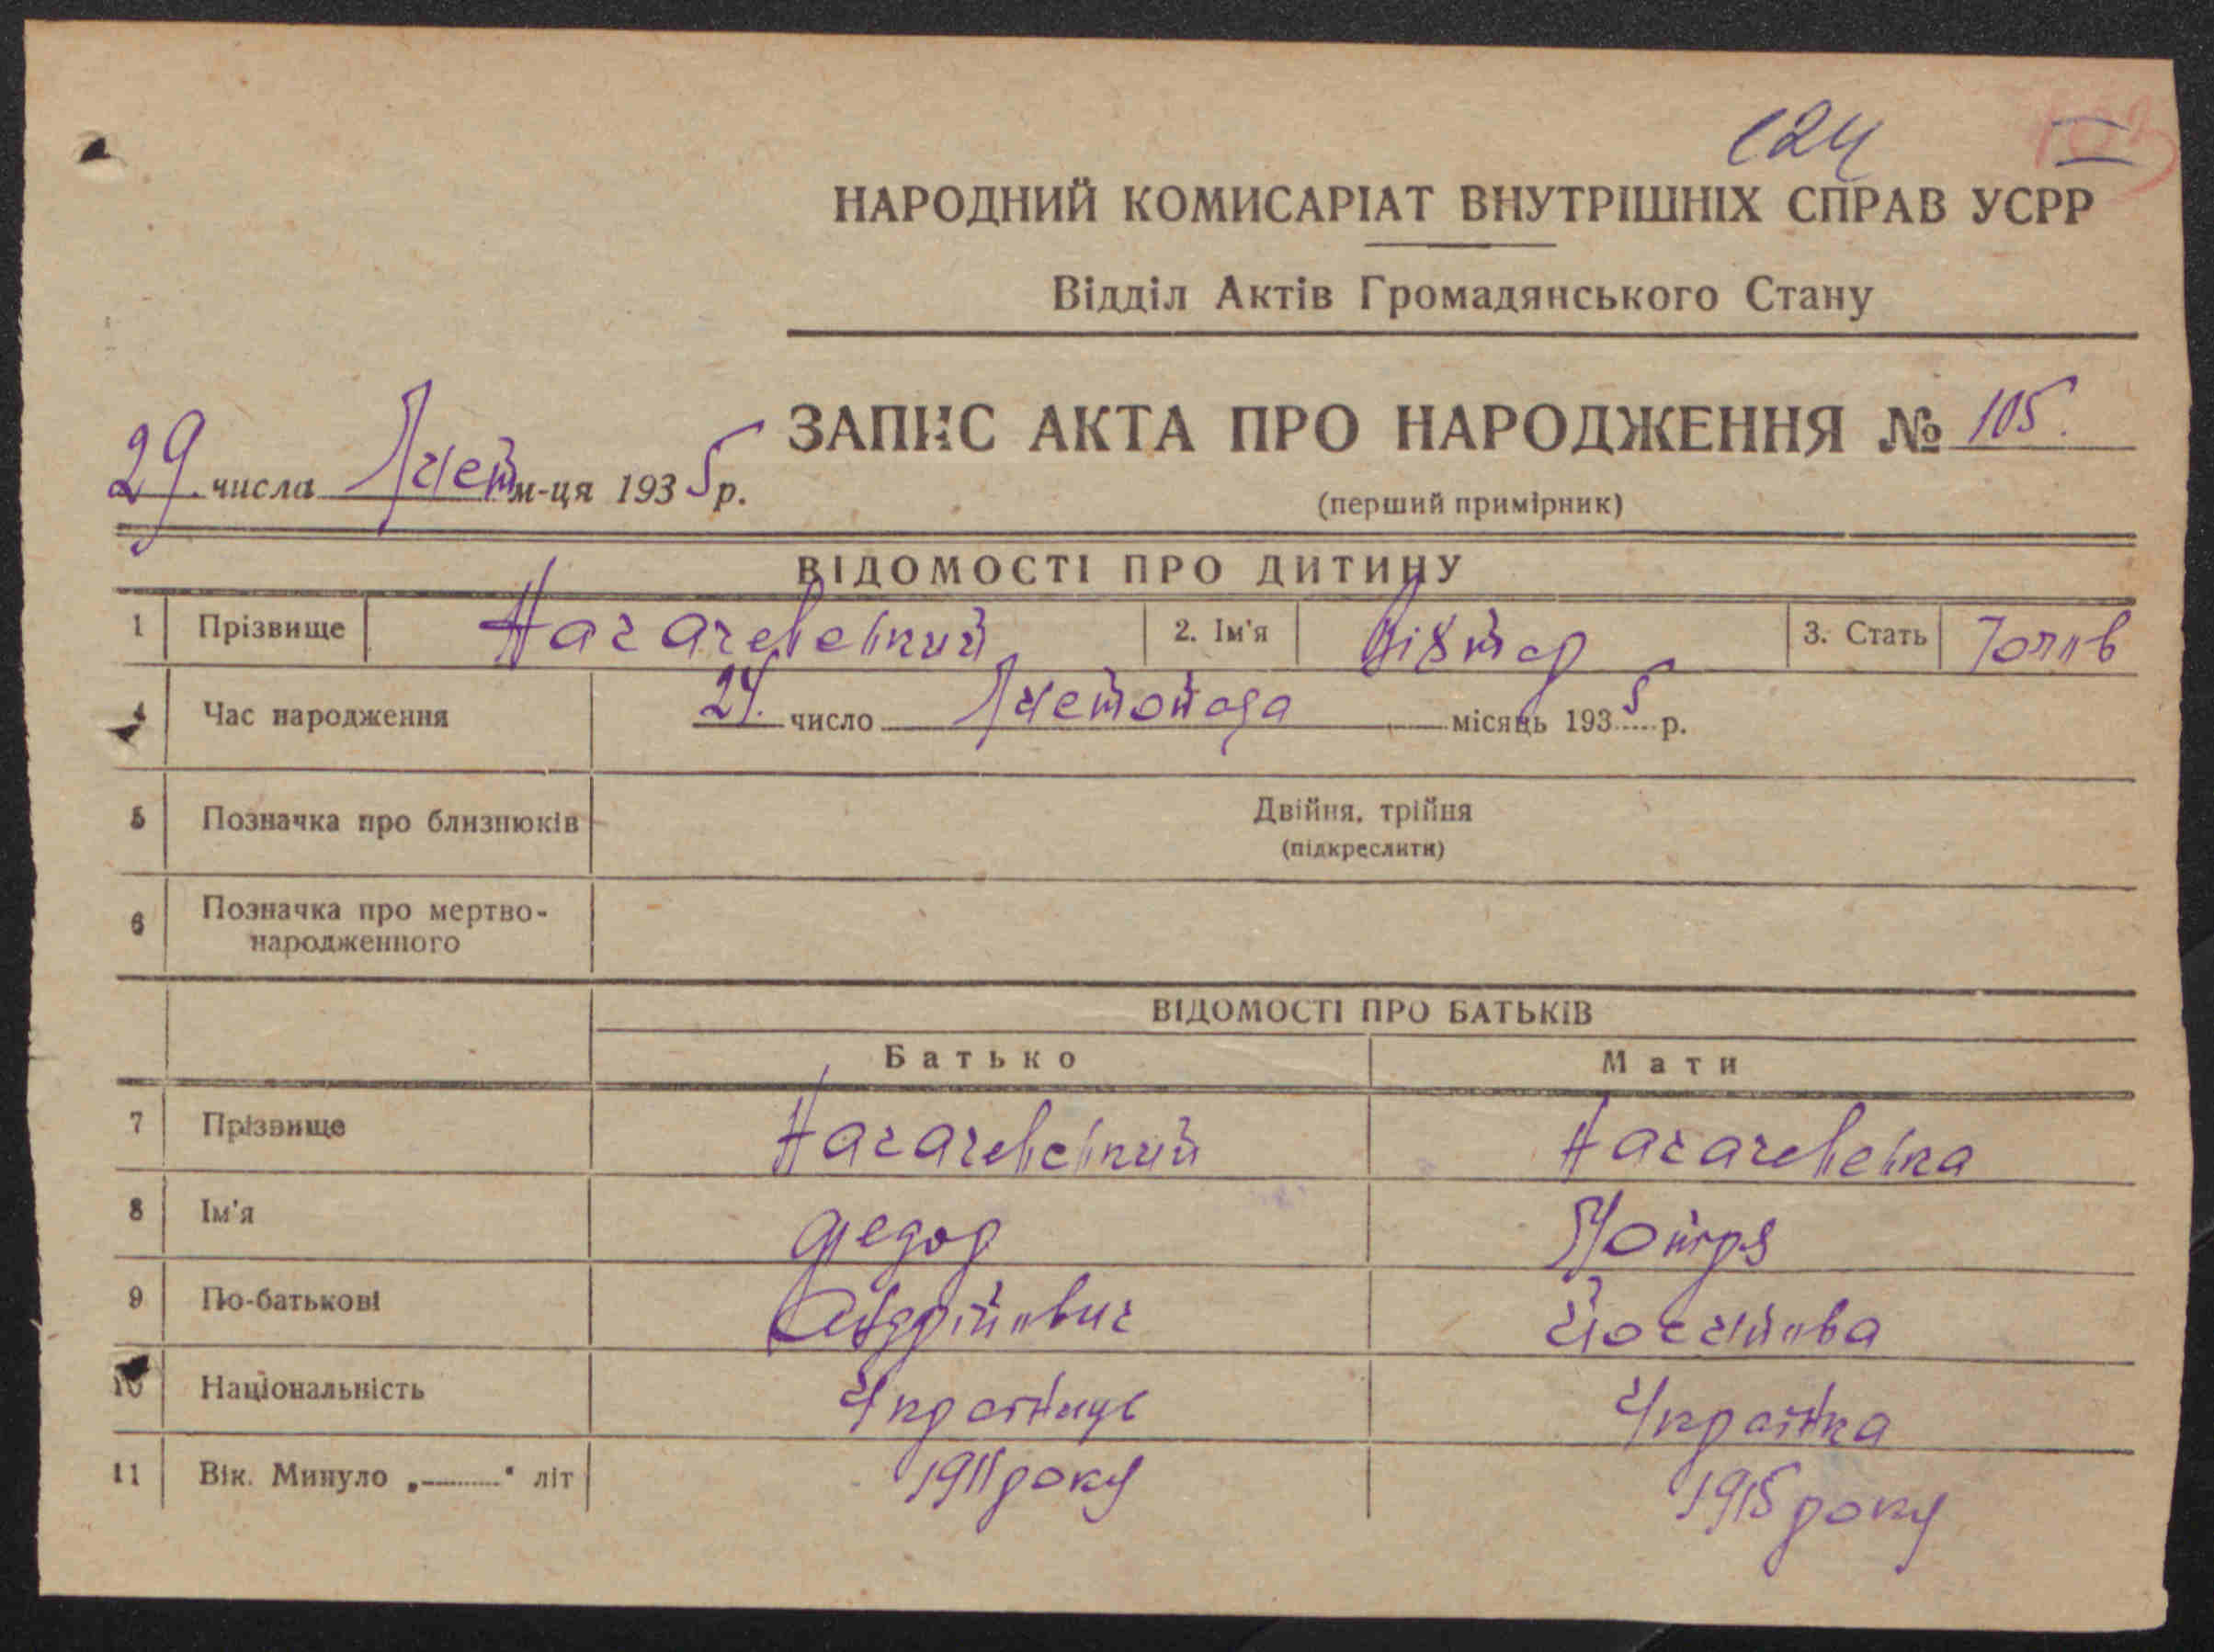 124
НАРОДНИЙ КОМИСАРІАТ ВНУТРІШНІХ СПРАВ УСРР
Відділ Актів Громадянського Стану
ЗАПИС АКТА ПРО НАРОДЖЕННЯ № 105.
29 числа Лист м-ця 1935 р.
(перший примірник)
ВІДОМОСТІ ПРО ДИТИНУ
1 Прізвище Нагачевський 2. Ім'я Віктор 3. Стать Чолов
4 Час народження 24. число Листопада місяць 1935 р.
5 Позначка про близнюків Двійня, трійня
(підкреслити)
6 Позначка про мертво-
народженного
ВІДОМОСТІ ПРО БАТЬКІВ
Батько Мати
7 Прізвище Нагачевський Нагачевська
8 Ім'я Федор
9 По-батькові Андрійович
10 Національність Українець Українка
11 Вік. Минуло „ " літ 1911 року 1915 року